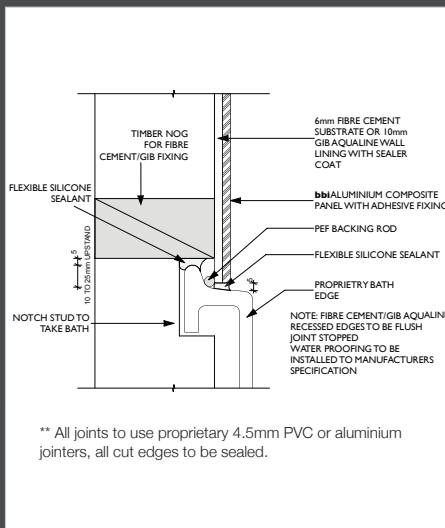 TIMBER NOG
FOR FIBRE
CEMENT/GIB FIXING
FLEXIBLE SILICONE
SEALANT
5
10 TO 25mm UPSTAND
NOTCH STUD TO
TAKE BATH
6mm FIBRE CEMENT
SUBSTRATE OR 10mm
GIB AQUALINE WALL
LINING WITH SEALER
COAT
bbi ALUMINIUM COMPOSITE
PANEL WITH ADHESIVE FIXING
PEF BACKING ROD
FLEXIBLE SILICONE SEALANT
5
PROPRIETRY BATH
EDGE
NOTE: FIBRE CEMENT/GIB AQUALINE
RECESSED EDGES TO BE FLUSH
JOINT STOPPED
WATER PROOFING TO BE
INSTALLED TO MANUFACTURERS
SPECIFICATION
** All joints to use proprietary 4.5mm PVC or aluminium
jointers, all cut edges to be sealed.